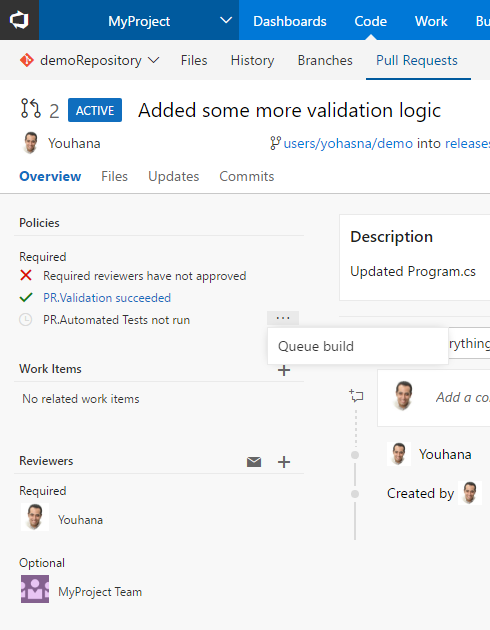 MyProject Dashboards Code Work Bu
demoRepository Files History Branches Pull Requests
2 ACTIVE Added some more validation logic
Youhana users/yohasna/demo into releases
Overview Files Updates Commits
Policies
Required
Required reviewers have not approved
PR.Validation succeeded
PR.Automated Tests not run ...
Queue build
Work Items
No related work items
Reviewers
Required
Youhana
Optional
MyProject Team
Description
Updated Program.cs
rything
Add a co
Youhana
Created by